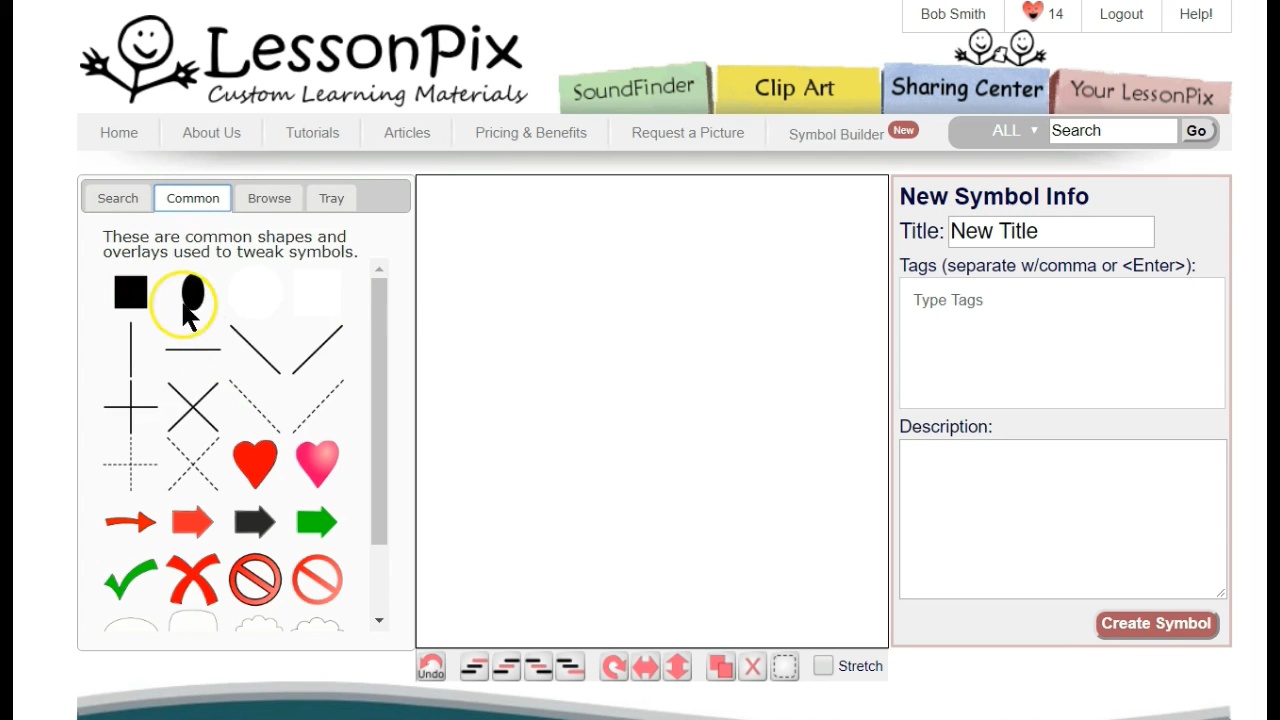 Bob Smith
14
Logout
Help!
LessonPix
Custom Learning Materials
SoundFinder
Clip Art
Sharing Center
Your LessonPix
Home
About Us
Tutorials
Articles
Pricing & Benefits
Request a Picture
Symbol Builder New
ALL ▼
Search
Go
Search
Common
Browse
Tray
These are common shapes and
overlays used to tweak symbols.
New Symbol Info
Title: New Title
Tags (separate w/comma or <Enter>):
Type Tags
Description:
Create Symbol
Undo
Stretch